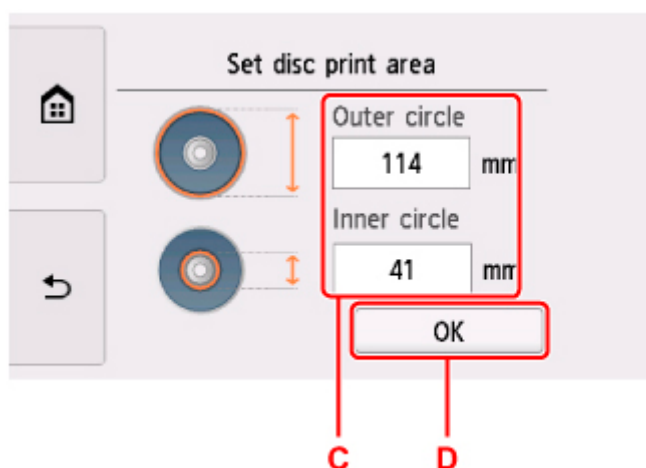 Set disc print area
Outer circle
114 mm
Inner circle
41 mm
OK
C D